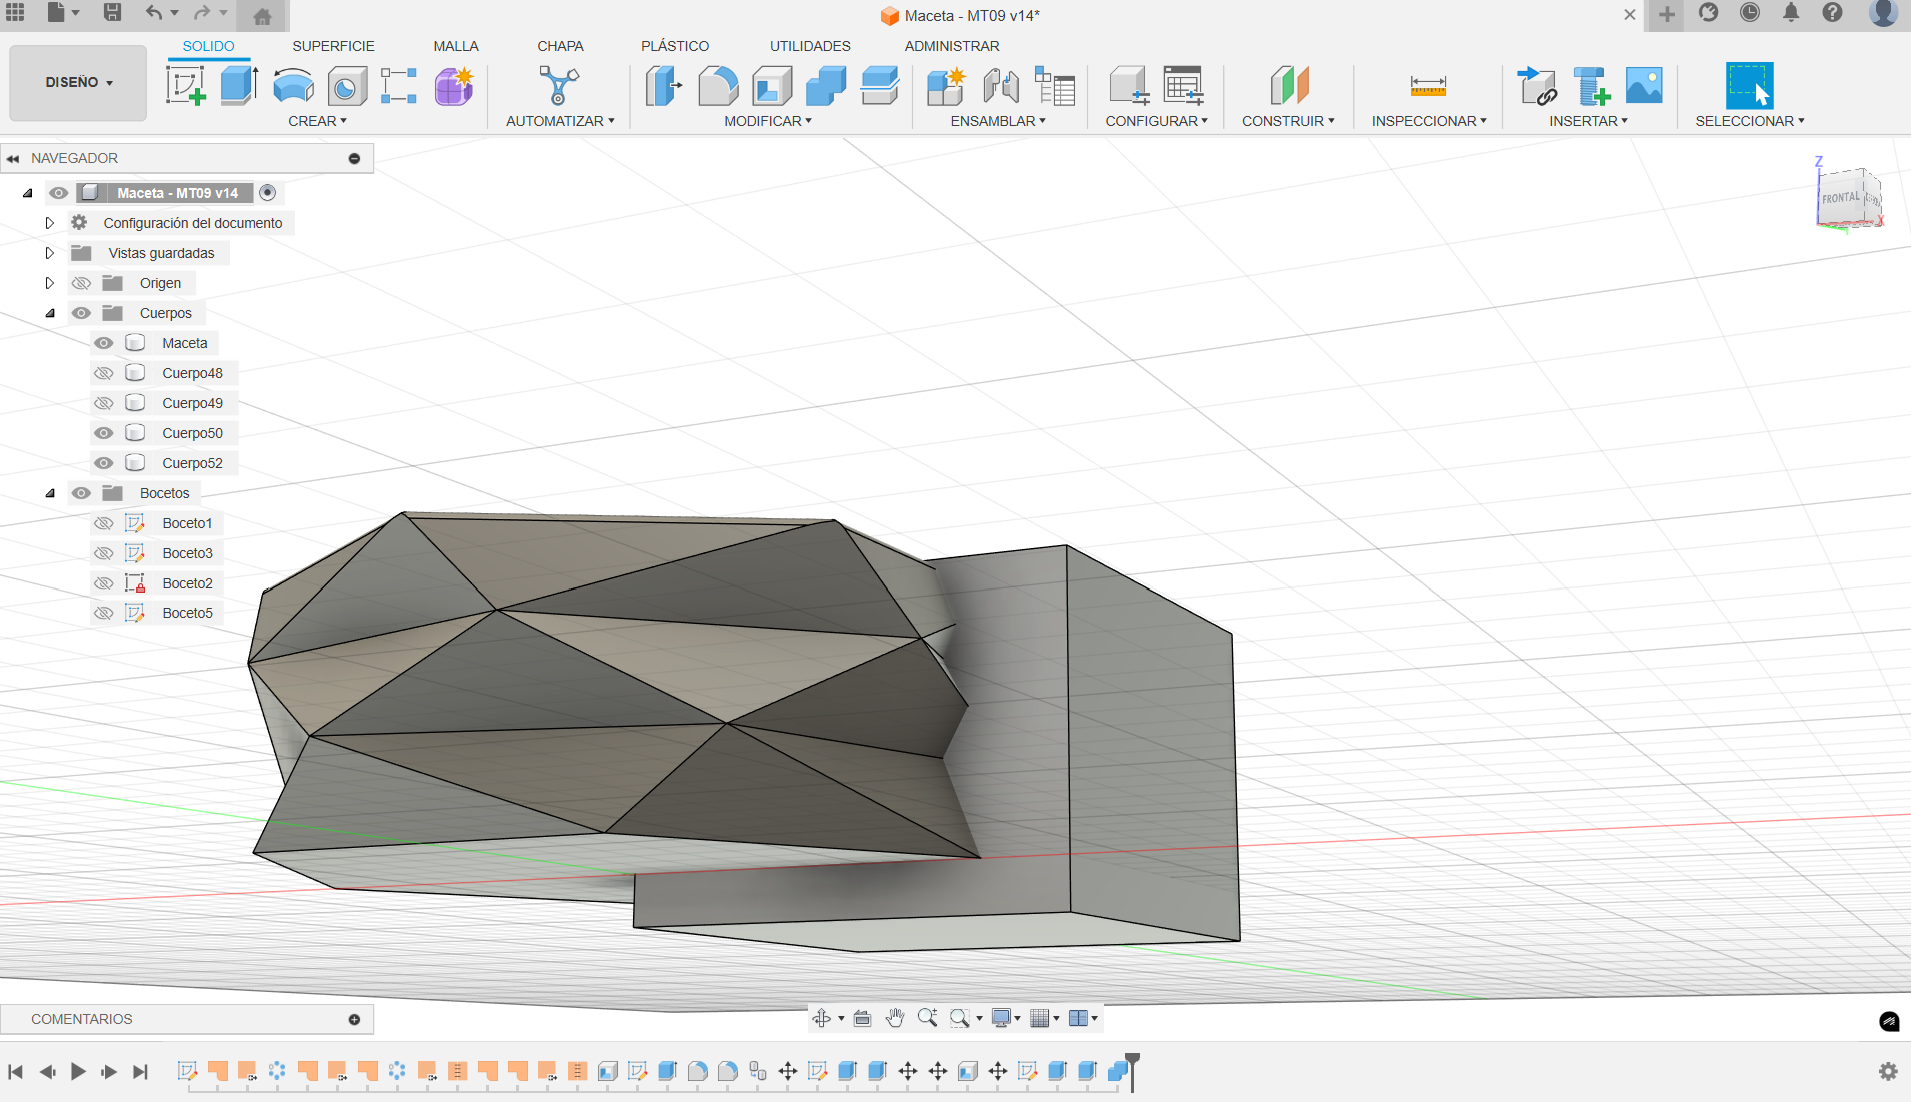 Maceta - MT09 v14*
DISEÑO
SOLIDO SUPERFICIE MALLA CHAPA PLÁSTICO UTILIDADES ADMINISTRAR
CREAR AUTOMATIZAR MODIFICAR ENSAMBLAR CONFIGURAR CONSTRUIR INSPECCIONAR INSERTAR SELECCIONAR
NAVEGADOR
Maceta - MT09 v14
Configuración del documento
Vistas guardadas
Origen
Cuerpos
Maceta
Cuerpo48
Cuerpo49
Cuerpo50
Cuerpo52
Bocetos
Boceto1
Boceto3
Boceto2
Boceto5
Z
FRONTAL
X
COMENTARIOS